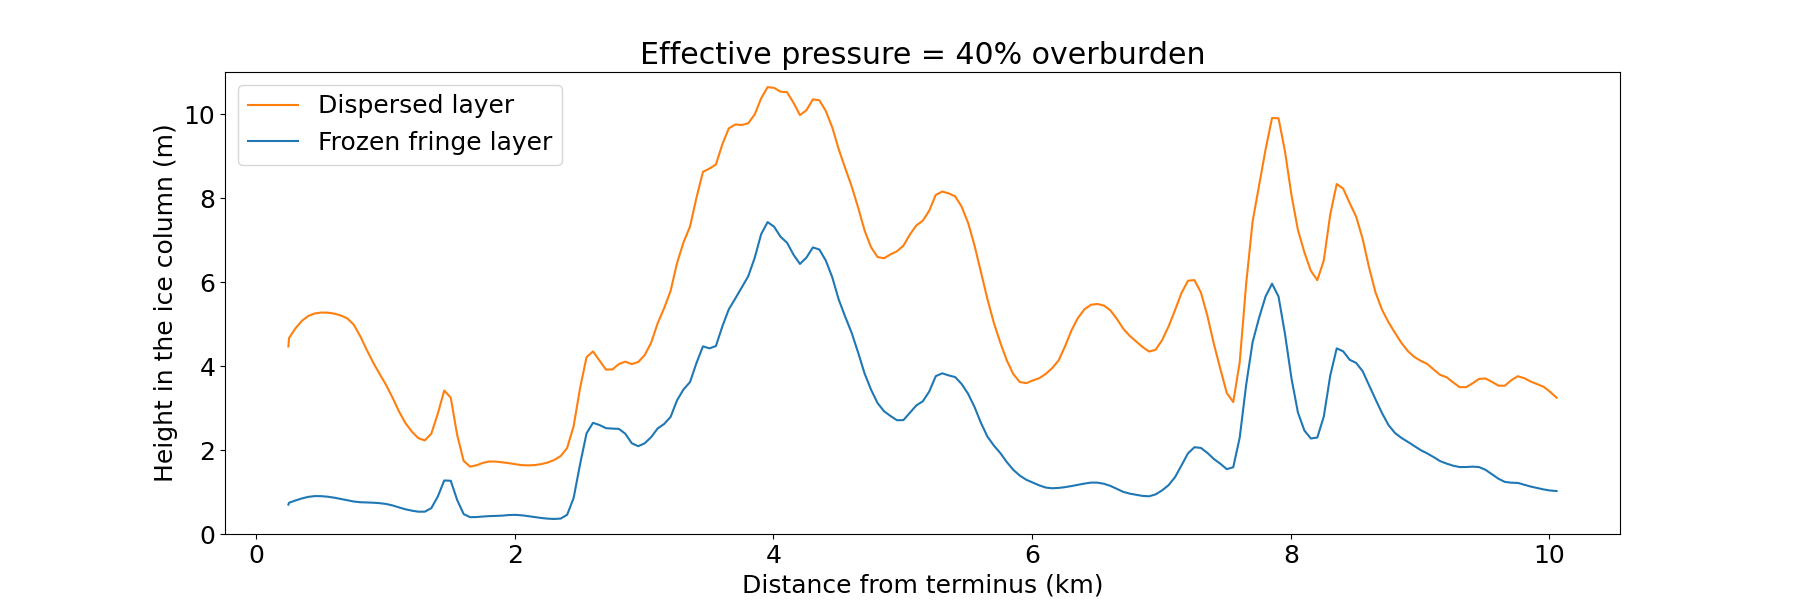 Effective pressure = 40% overburden
Dispersed layer
Frozen fringe layer
Height in the ice column (m)
10
8
6
4
2
0
0 2 4 6 8 10
Distance from terminus (km)